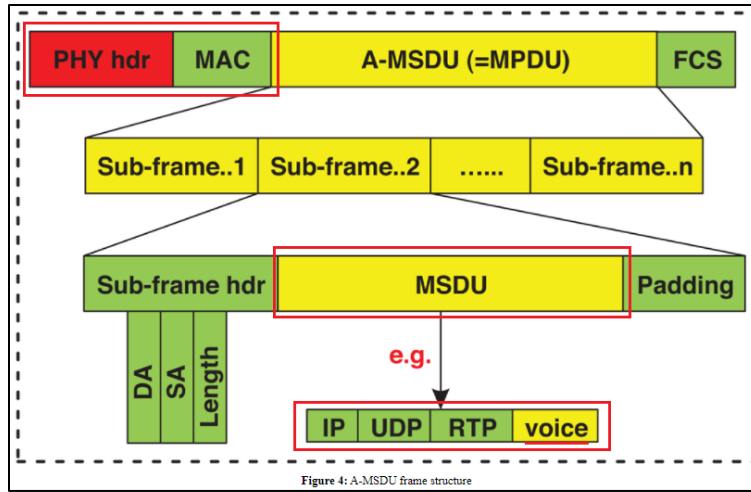 PHY hdr MAC A-MSDU (=MPDU) FCS
Sub-frame..1 Sub-frame..2 ...... Sub-frame..n
Sub-frame hdr MSDU Padding
DA SA Length
e.g.
IP UDP RTP voice
Figure 4: A-MSDU frame structure